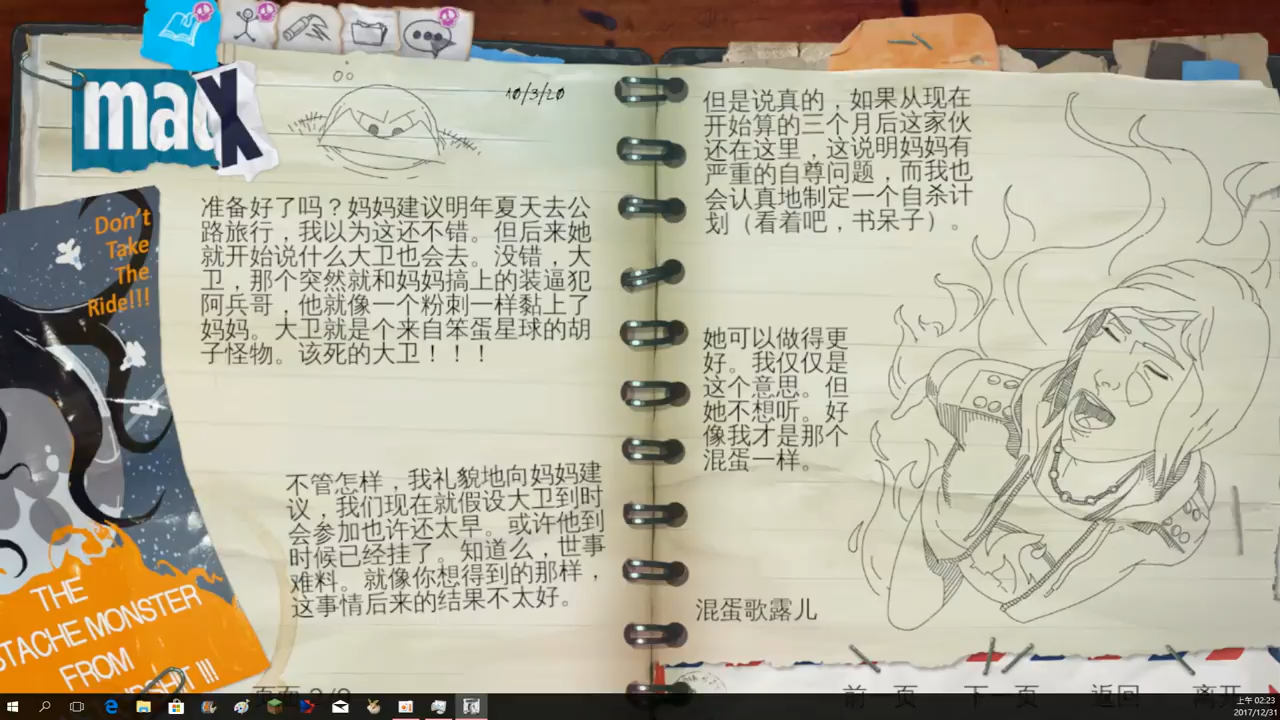 max
10/3/20
准备好了吗？妈妈建议明年夏天去公
路旅行，我以为这还不错。但后来她
就开始说什么大卫也会去。没错，大
卫，那个突然就和妈妈搞上的装逼犯
阿兵哥，他就像一个粉刺一样黏上了
妈妈。大卫就是个来自笨蛋星球的胡
子怪物。该死的大卫！！！
Don't
Take
The
Ride!!!
不管怎样，我礼貌地向妈妈建
议，我们现在就假设大卫到时
会参加也许还太早。或许他到
时候已经挂了。知道么，世事
难料。就像你想得到的那样，
这事情后来的结果不太好。
THE
STACHE MONSTER
FROM
!!!
但是说真的，如果从现在
开始算的三个月后这家伙
还在这里，这说明妈妈有
严重的自尊问题，而我也
会认真地制定一个自杀计
划（看着吧，书呆子）。
她可以做得更
好。我仅仅是
这个意思。但
她不想听。好
像我才是那个
混蛋一样。
混蛋歌露儿
前一页 下一页 返回 离开
上午 02:23
2017/12/31